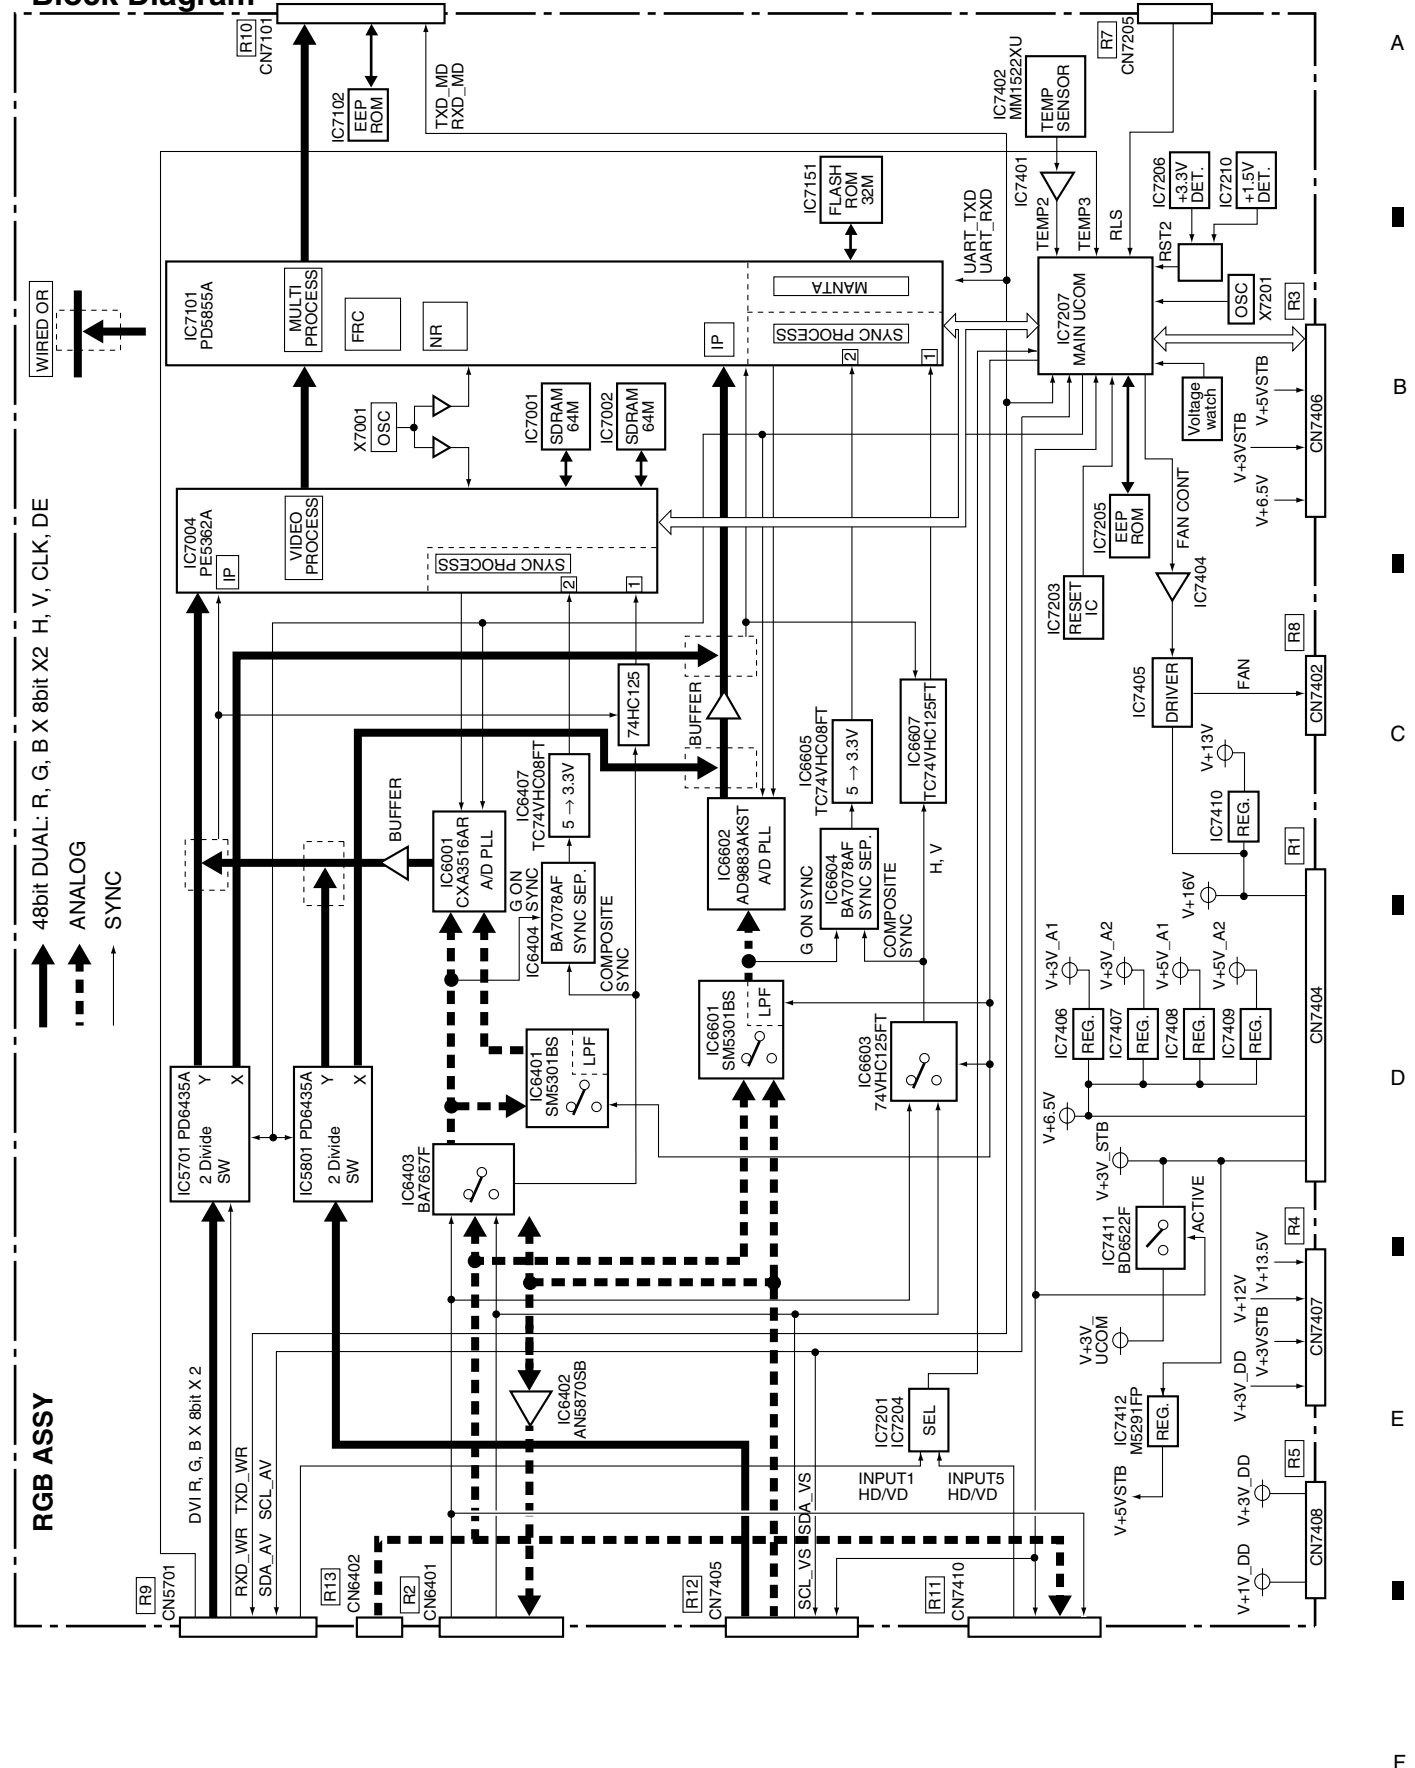 Block Diagram
RGB ASSY
48bit DUAL: R, G, B X 8bit X2 H, V, CLK, DE
ANALOG
SYNC
WIRED OR
R10
CN7101
IC7102
EEP
ROM
TXD_MD
RXD_MD
R7
CN7205
IC7402
MM1522XU
TEMP
SENSOR
IC7401
TEMP2
TEMP3
RLS
RST2
IC7206
+3.3V
DET.
IC7210
+1.5V
DET.
OSC
X7201
R3
IC7151
FLASH
ROM
32M
UART_TXD
UART_RXD
IC7101
PD5855A
MULTI
PROCESS
FRC
NR
IP
MANTA
SYNC PROCESS
2
1
IC7207
MAIN UCOM
Voltage
watch
V+5VSTB
V+3VSTB
V+6.5V
CN7406
X7001
OSC
IC7001
SDRAM
64M
IC7002
SDRAM
64M
IC7004
PE5362A
IP
VIDEO
PROCESS
SYNC PROCESS
2
1
IC7205
EEP
ROM
FAN CONT
IC7404
IC7203
RESET
IC
R8
IC7405
DRIVER
FAN
CN7402
74HC125
BUFFER
BUFFER
IC6407
TC74VHC08FT
5 → 3.3V
IC6605
TC74VHC08FT
5 → 3.3V
IC6607
TC74VHC125FT
V+13V
IC7410
REG.
V+16V
R1
IC6001
CXA3516AR
A/D PLL
G ON
SYNC
IC6404
BA7078AF
SYNC SEP.
COMPOSITE
SYNC
IC6602
AD9883AKST
A/D PLL
IC6604
BA7078AF
SYNC SEP.
G ON SYNC
COMPOSITE
SYNC
H, V
V+3V_A1
V+3V_A2
V+5V_A1
V+5V_A2
IC7406
REG.
IC7407
REG.
IC7408
REG.
IC7409
REG.
CN7404
IC5701 PD6435A
Y
2 Divide
SW
X
IC5801 PD6435A
Y
2 Divide
SW
X
IC6401
SM5301BS
LPF
IC6601
SM5301BS
LPF
IC6603
74VHC125FT
V+6.5V
V+3V_STB
IC6403
BA7657F
IC7411
BD6522F
ACTIVE
R4
V+13.5V
V+12V
V+3VSTB
V+3V_DD
CN7407
V+3V_
UCOM
IC6402
AN5870SB
DVI R, G, B X 8bit X 2
RXD_WR TXD_WR
SDA_AV SCL_AV
IC7201
IC7204
SEL
INPUT1
HD/VD
INPUT5
HD/VD
IC7412
M5291FP
REG.
V+5VSTB
R5
V+3V_DD
V+1V_DD
CN7408
SCL_VS SDA_VS
R9
CN5701
R13
CN6402
R2
CN6401
R12
CN7405
R11
CN7410
A
B
C
D
E
F